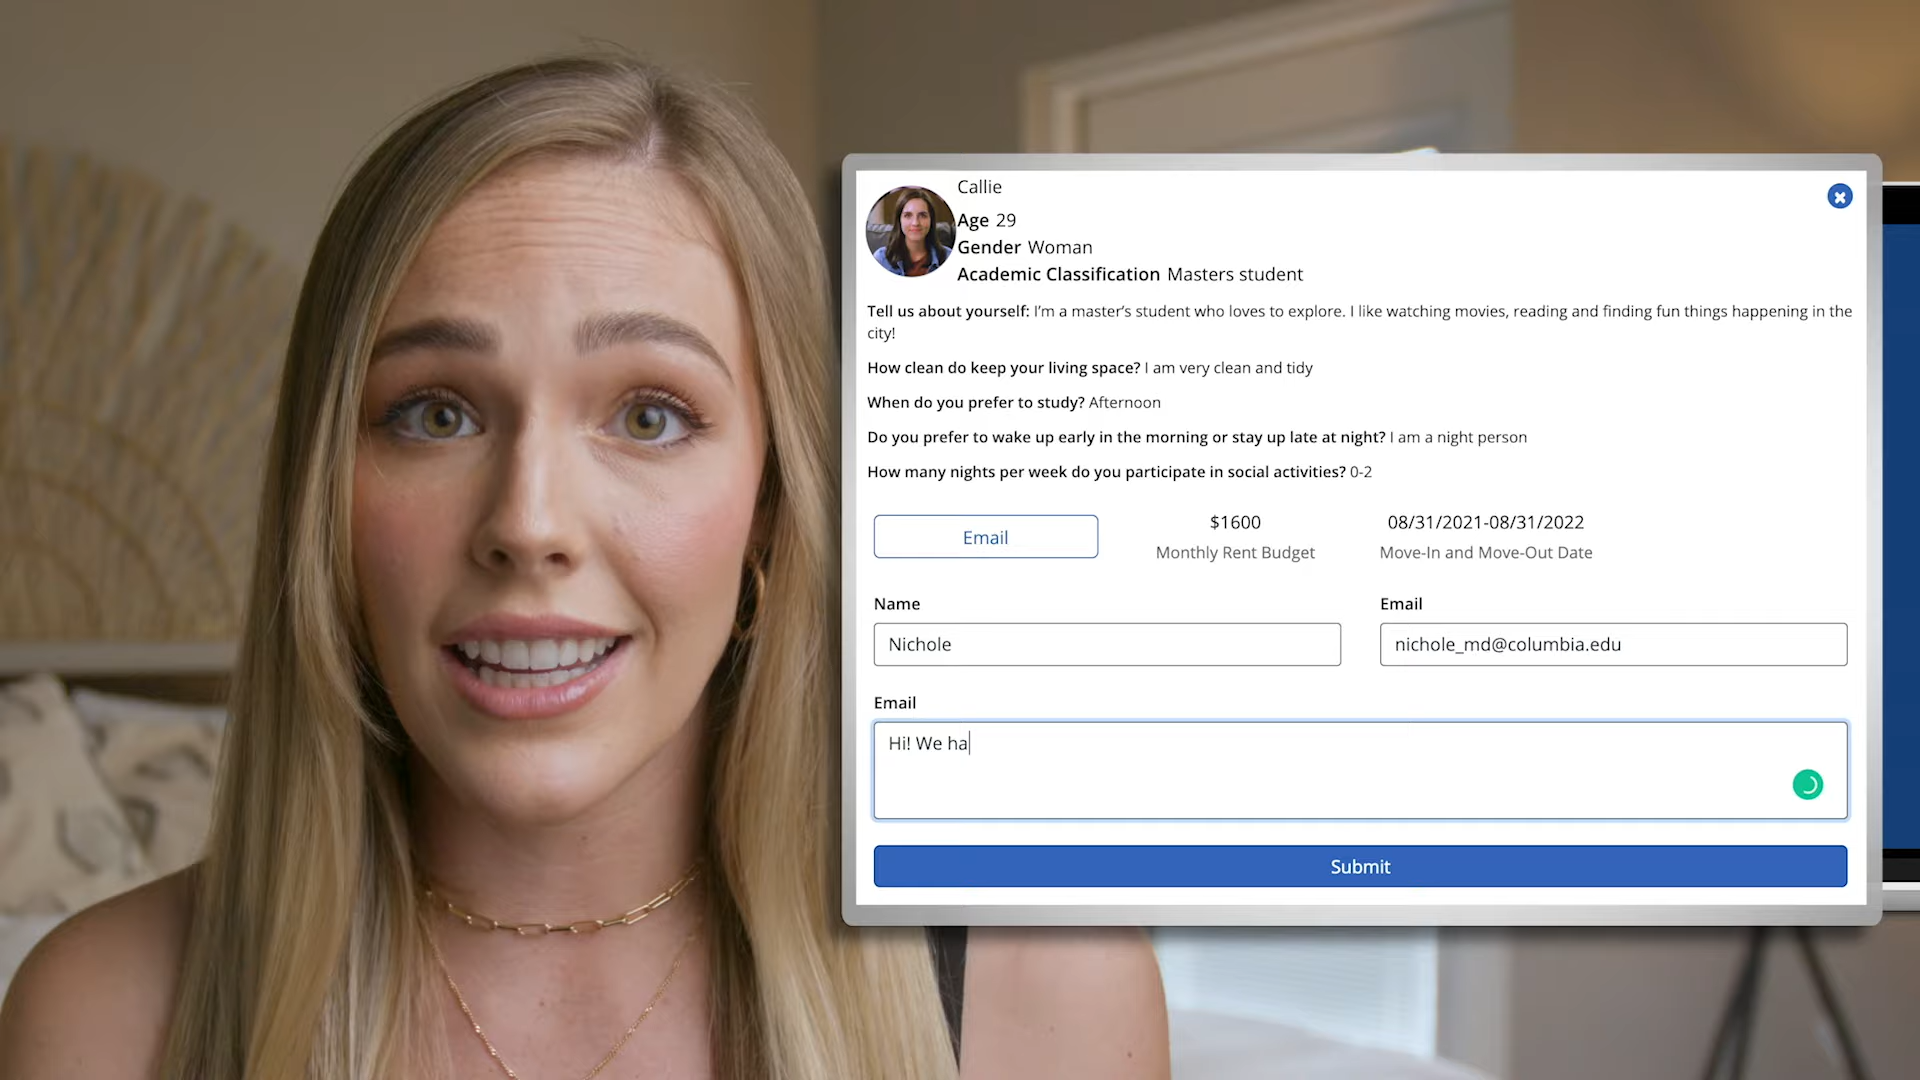 Callie
Age 29
Gender Woman
Academic Classification Masters student
Tell us about yourself: I'm a master's student who loves to explore. I like watching movies, reading and finding fun things happening in the
city!
How clean do keep your living space? I am very clean and tidy
When do you prefer to study? Afternoon
Do you prefer to wake up early in the morning or stay up late at night? I am a night person
How many nights per week do you participate in social activities? 0-2
Email
$1600
Monthly Rent Budget
08/31/2021-08/31/2022
Move-In and Move-Out Date
Name
Email
Nichole
nichole_md@columbia.edu
Email
Hi! We ha
Submit